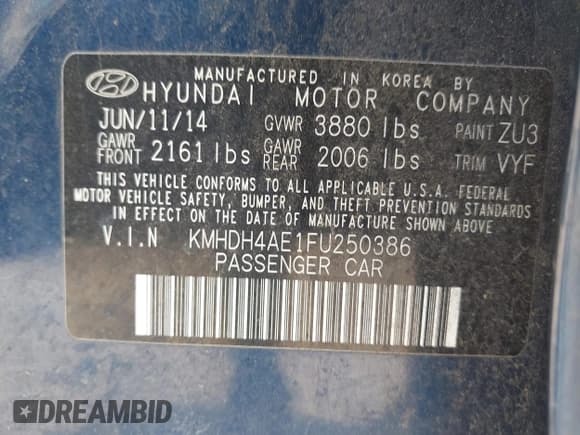 MANUFACTURED IN KOREA BY
HYUNDAI MOTOR COMPANY
JUN/11/14 GVWR 3880 lbs PAINT ZU3
GAWR FRONT 2161 lbs GAWR REAR 2006 lbs TRIM VYF
THIS VEHICLE CONFORMS TO ALL APPLICABLE U.S.A. FEDERAL
MOTOR VEHICLE SAFETY, BUMPER, AND THEFT PREVENTION STANDARDS
IN EFFECT ON THE DATE OF MANUFACTURE SHOWN ABOVE.
V.I.N KMHDH4AE1FU250386
PASSENGER CAR
DREAMBID